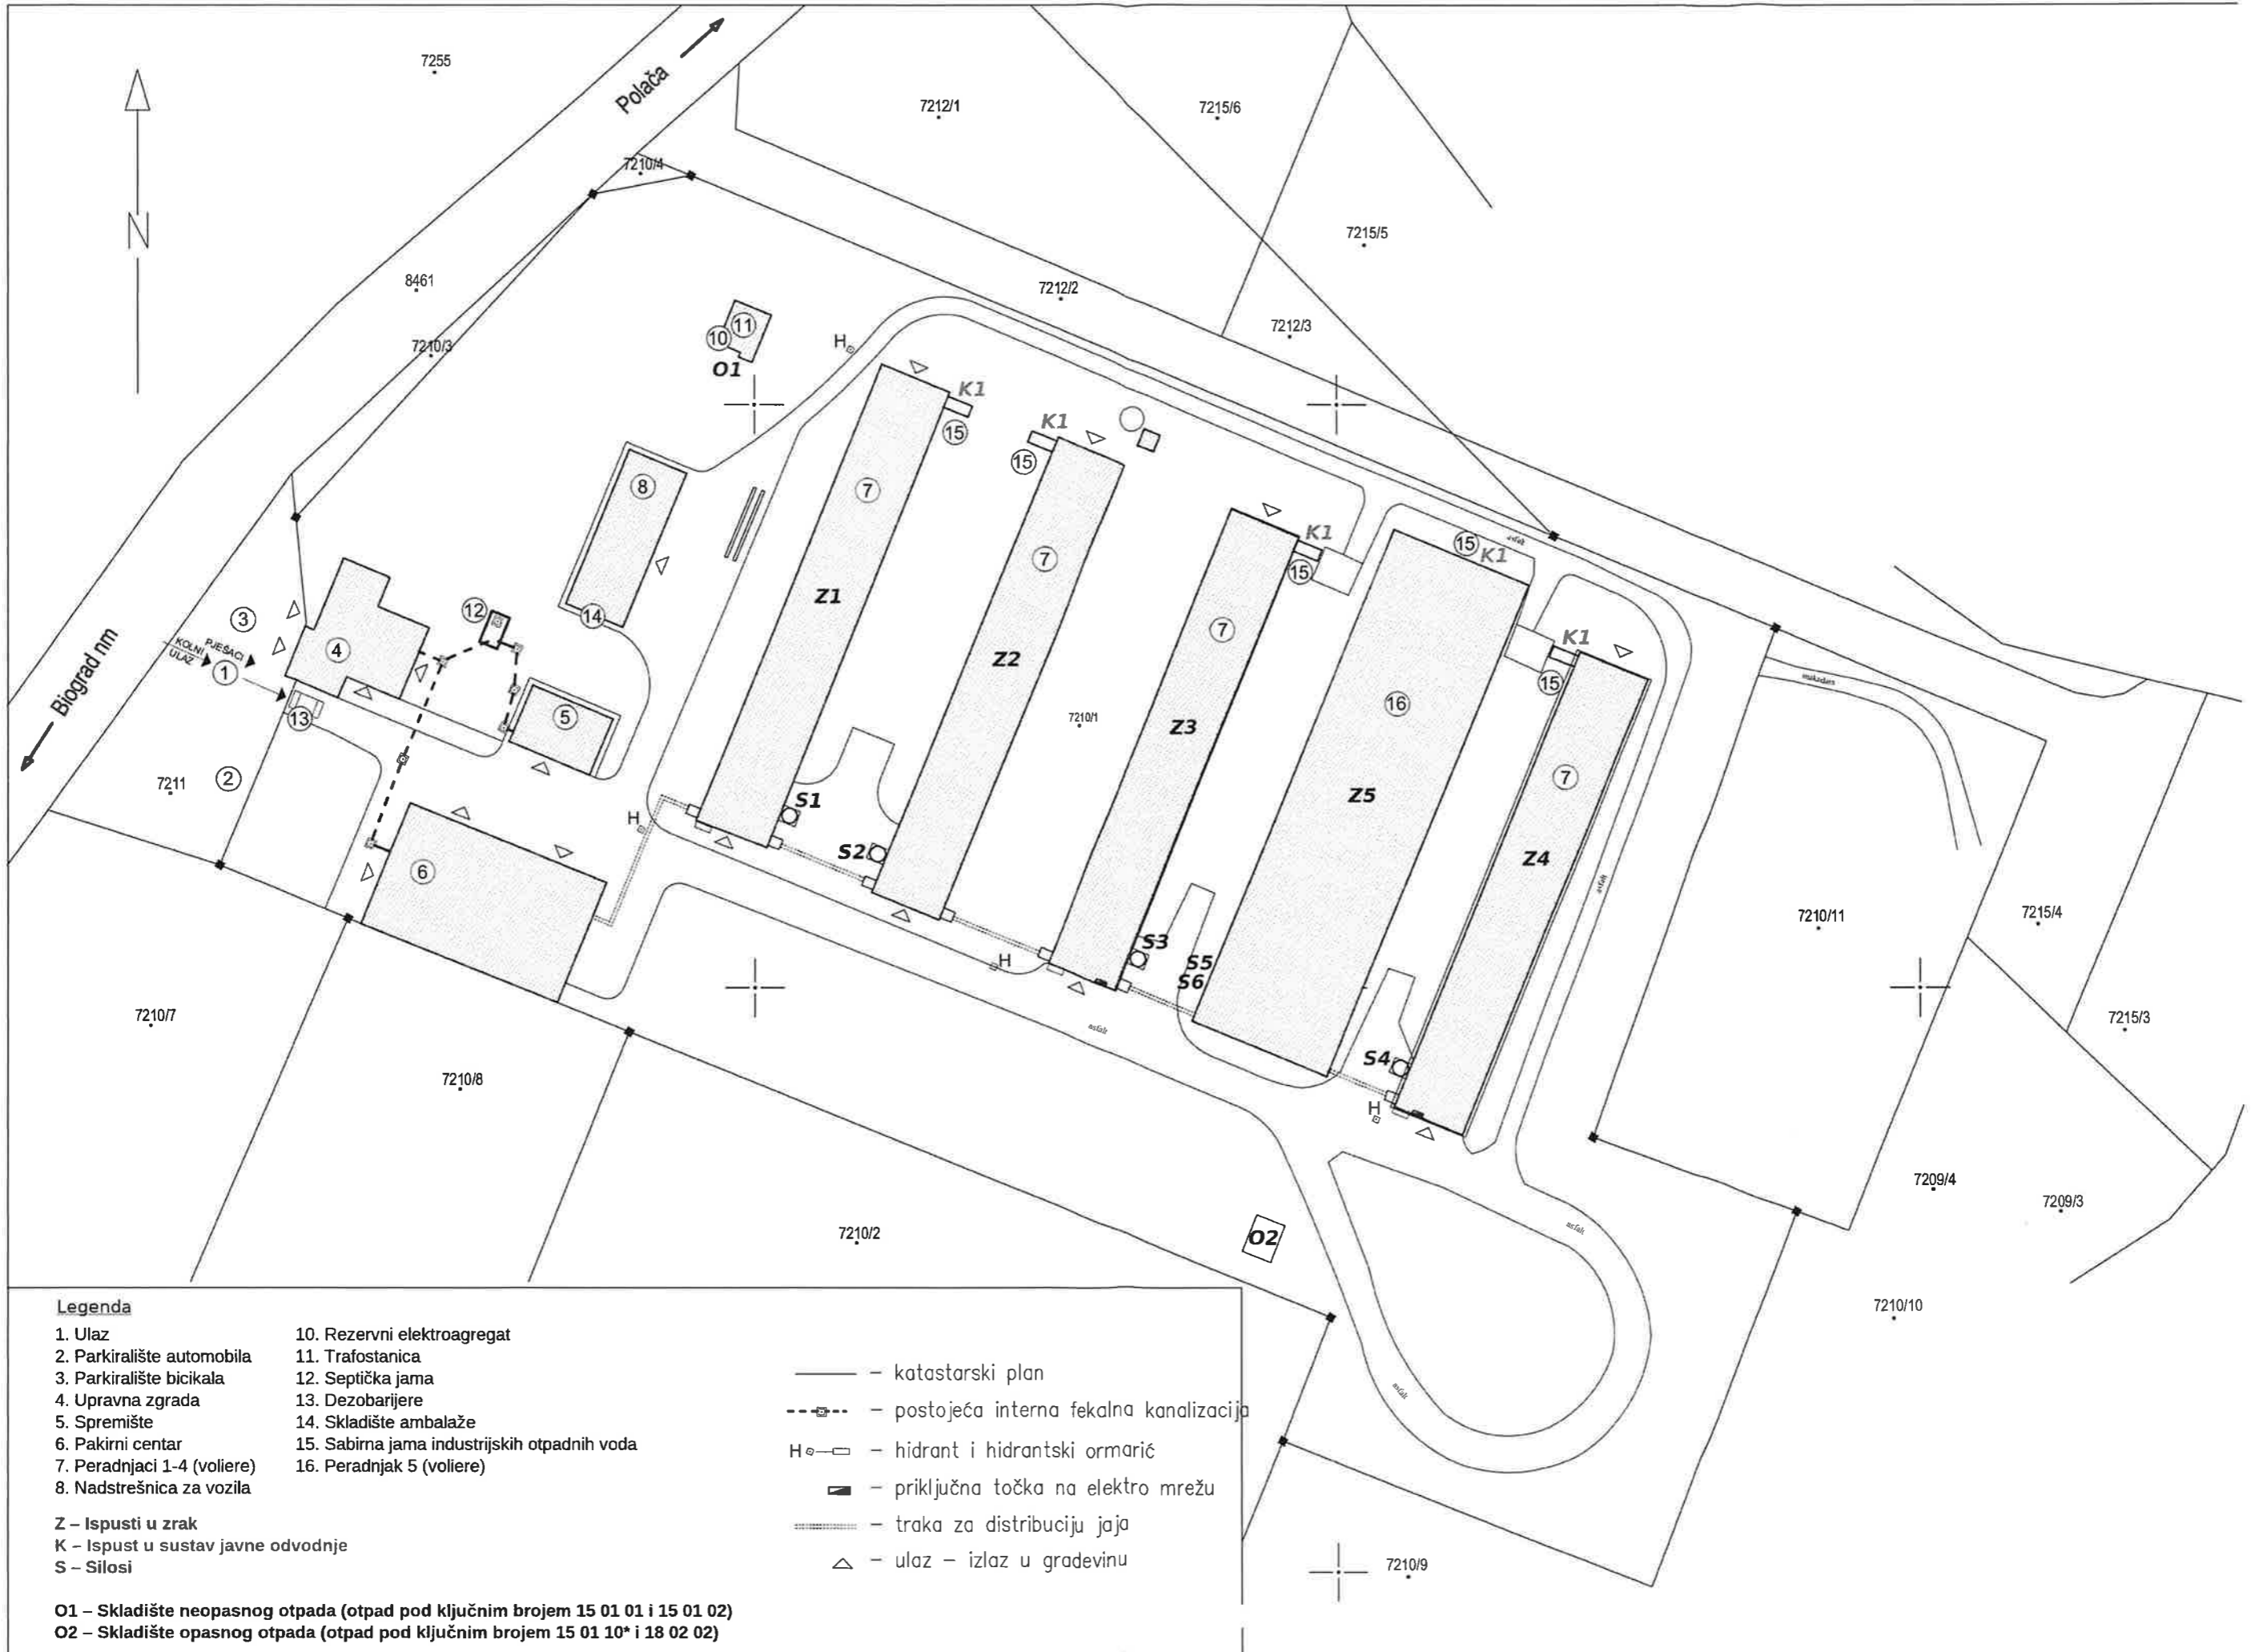 7255
Polača
7212/1
7215/6
7210/4
7215/5
N
8461
7212/2
7212/3
7210/3
10
11
O1
H
K1
15
K1
15
8
7
7
K1
15
15
K1
asfalt
14
Z1
7
12
3
KOLNI PJEŠACI
ULAZ
1
4
Z2
K1
15
makadam
Biograd nm
13
5
16
7210/1
Z3
7211
2
7
H
S1
Z5
S2
6
Z4
asfalt
7210/11
7215/4
S3
H
S5
S6
7210/7
asfalt
7215/3
S4
7210/8
H
7209/4
7209/3
7210/2
O2
asfalt
7210/10
asfalt
7210/9
Legenda
1. Ulaz
2. Parkiralište automobila
3. Parkiralište bicikala
4. Upravna zgrada
5. Spremište
6. Pakirni centar
7. Peradnjaci 1-4 (voliere)
8. Nadstrešnica za vozila
10. Rezervni elektroagregat
11. Trafostanica
12. Septička jama
13. Dezobarijere
14. Skladište ambalaže
15. Sabirna jama industrijskih otpadnih voda
16. Peradnjak 5 (voliere)
Z – Ispusti u zrak
K – Ispust u sustav javne odvodnje
S – Silosi
O1 – Skladište neopasnog otpada (otpad pod ključnim brojem 15 01 01 i 15 01 02)
O2 – Skladište opasnog otpada (otpad pod ključnim brojem 15 01 10* i 18 02 02)
– katastarski plan
– postojeća interna fekalna kanalizacija
H – hidrant i hidrantski ormarić
– priključna točka na elektro mrežu
– traka za distribuciju jaja
– ulaz – izlaz u građevinu